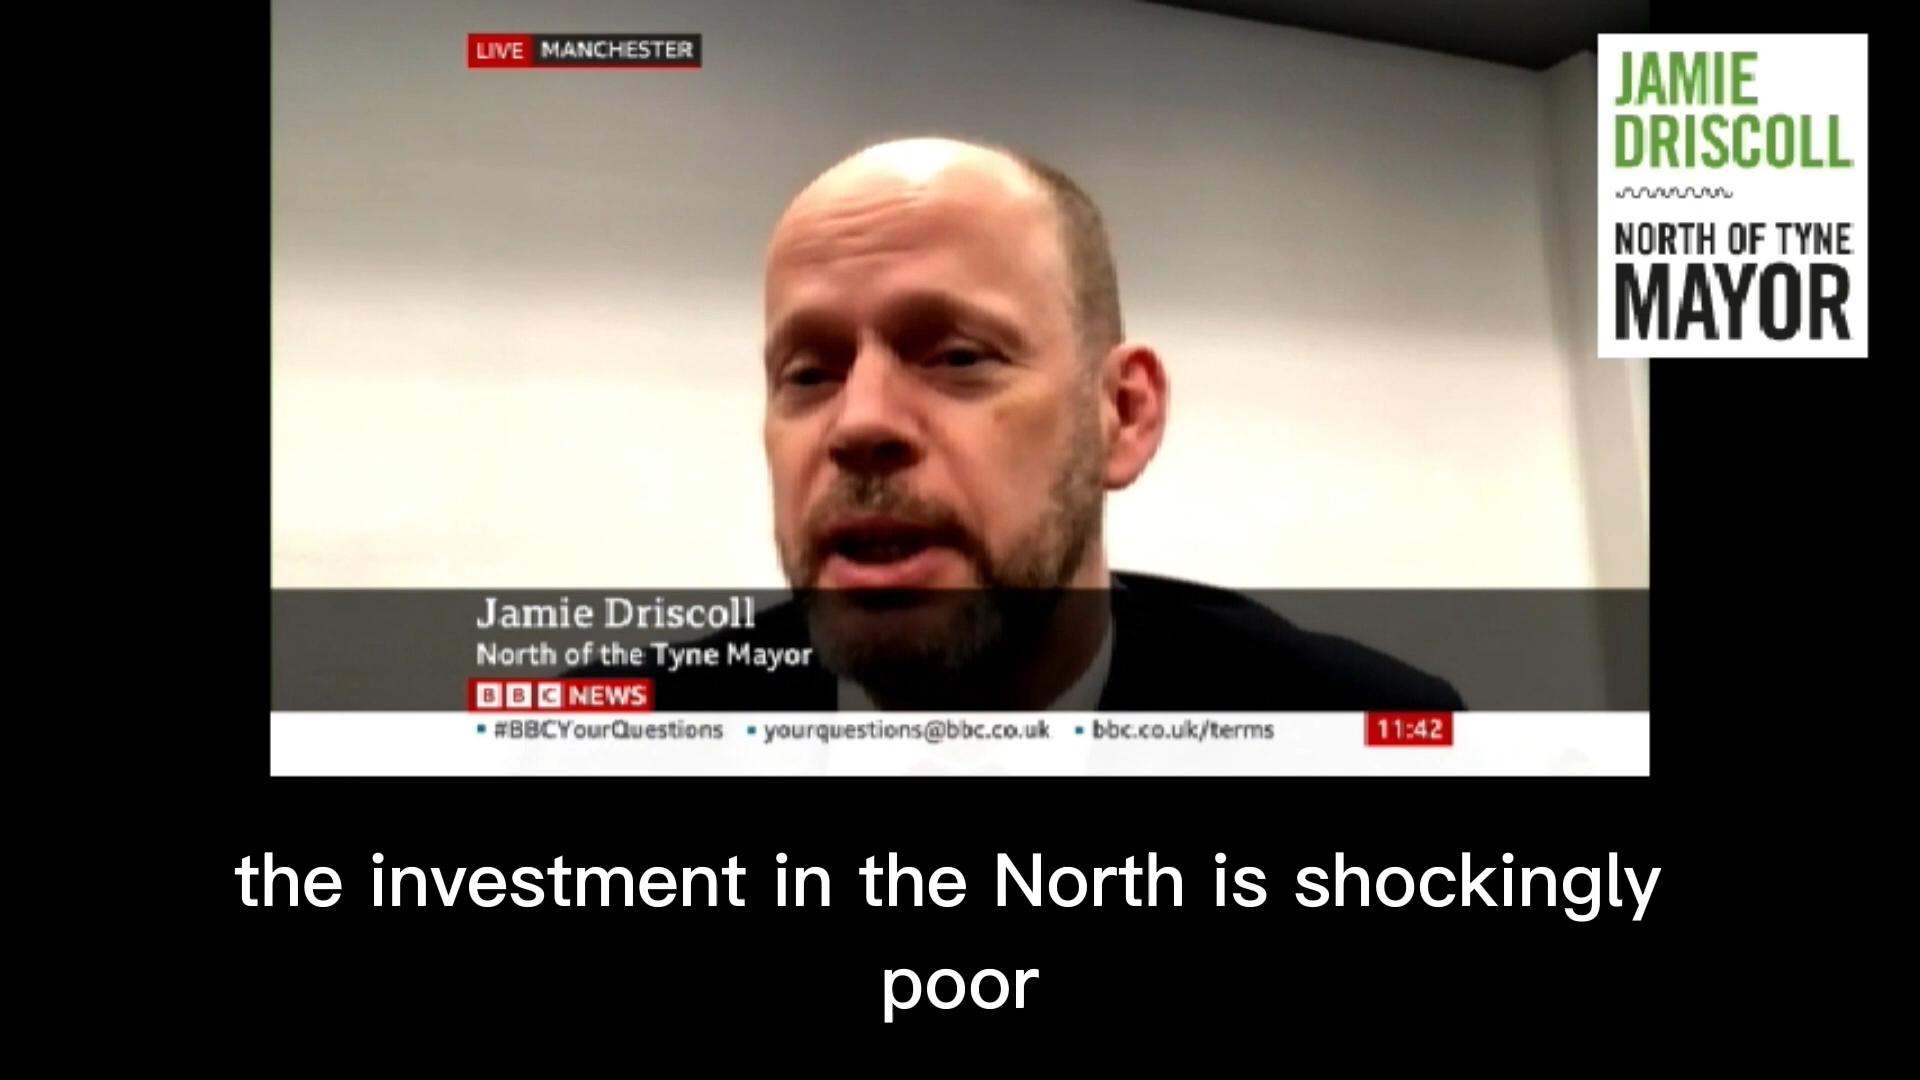 LIVE MANCHESTER
JAMIE
DRISCOLL
NORTH OF TYNE
MAYOR
Jamie Driscoll
North of the Tyne Mayor
BBC NEWS
#BBCYourQuestions yourquestions@bbc.co.uk bbc.co.uk/terms 11:42
the investment in the North is shockingly
poor